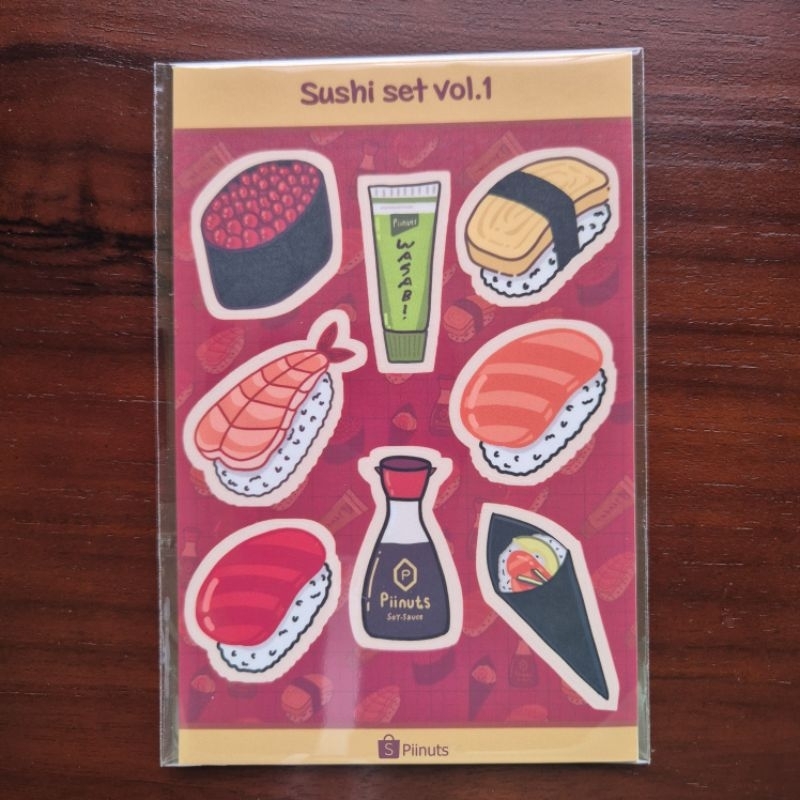 Sushi set vol.1
Piinuts
WASABI.
P
Piinuts
SOY-SAUCE
S Piinuts